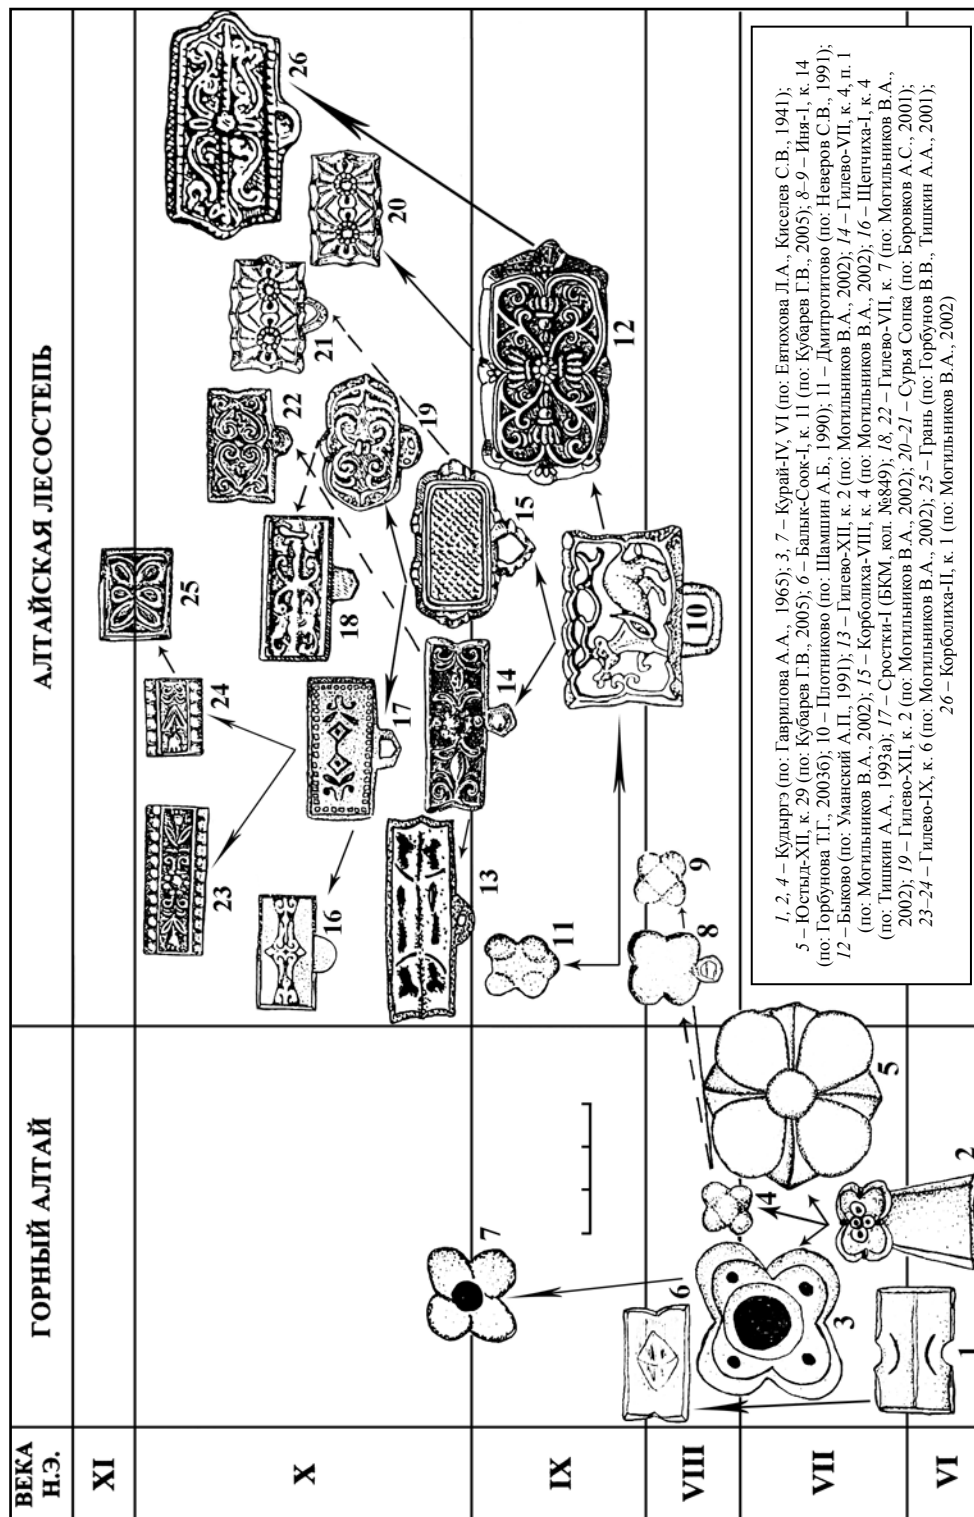 ВЕКА
Н.Э.
ГОРНЫЙ АЛТАЙ
АЛТАЙСКАЯ ЛЕСОСТЕПЬ
XI
25
X
7
23
24
16
17
18
19
22
21
20
26
13
IX
11
14
15
10
12
VIII
6
4
8
9
VII
3
5
1
2
VI
1, 2, 4 – Кудыргэ (по: Гаврилова А.А., 1965); 3, 7 – Курай-IV, VI (по: Евтюхова Л.А., Киселев С.В., 1941);
5 – Юстыд-XII, к. 29 (по: Кубарев Г.В., 2005); 6 – Балык-Соок-I, к. 11 (по: Кубарев Г.В., 2005); 8–9 – Иня-1, к. 14
(по: Горбунова Т.Г., 2003б); 10 – Плотниково (по: Шамшин А.Б., 1990); 11 – Дмитротитово (по: Неверов С.В., 1991);
12 – Быково (по: Уманский А.П., 1991); 13 – Гилево-XII, к. 2 (по: Могильников В.А., 2002); 14 – Гилево-VII, к. 4, п. 1
(по: Могильников В.А., 2002); 15 – Корболиха-VIII, к. 4 (по: Могильников В.А., 2002); 16 – Щепчиха-I, к. 4
(по: Тишкин А.А., 1993а); 17 – Сростки-I (БКМ, кол. №849); 18, 22 – Гилево-VII, к. 7 (по: Могильников В.А.,
2002); 19 – Гилево-XII, к. 2 (по: Могильников В.А., 2002); 20–21 – Сурья Сопка (по: Боровков А.С., 2001);
23–24 – Гилево-IX, к. 6 (по: Могильников В.А., 2002); 25 – Грань (по: Горбунов В.В., Тишкин А.А., 2001);
26 – Корболиха-II, к. 1 (по: Могильников В.А., 2002)